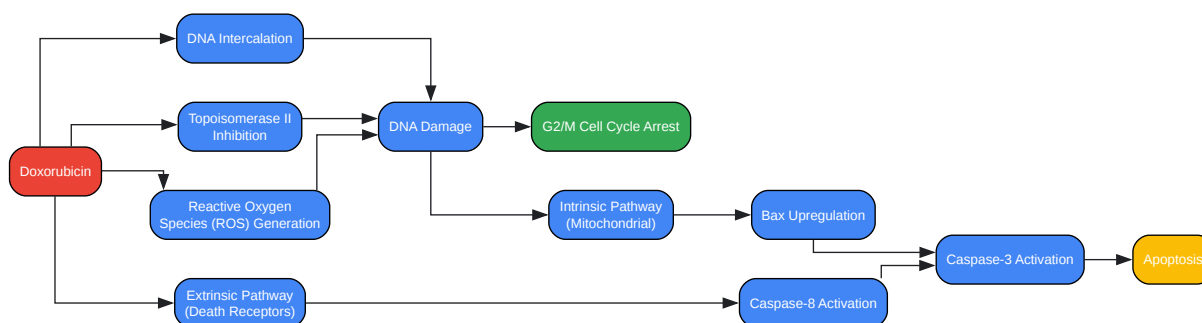 DNA Intercalation
Topoisomerase II
Inhibition
DNA Damage
G2/M Cell Cycle Arrest
Doxorubicin
Reactive Oxygen
Species (ROS) Generation
Intrinsic Pathway
(Mitochondrial)
Bax Upregulation
Caspase-3 Activation
Apoptosis
Extrinsic Pathway
(Death Receptors)
Caspase-8 Activation